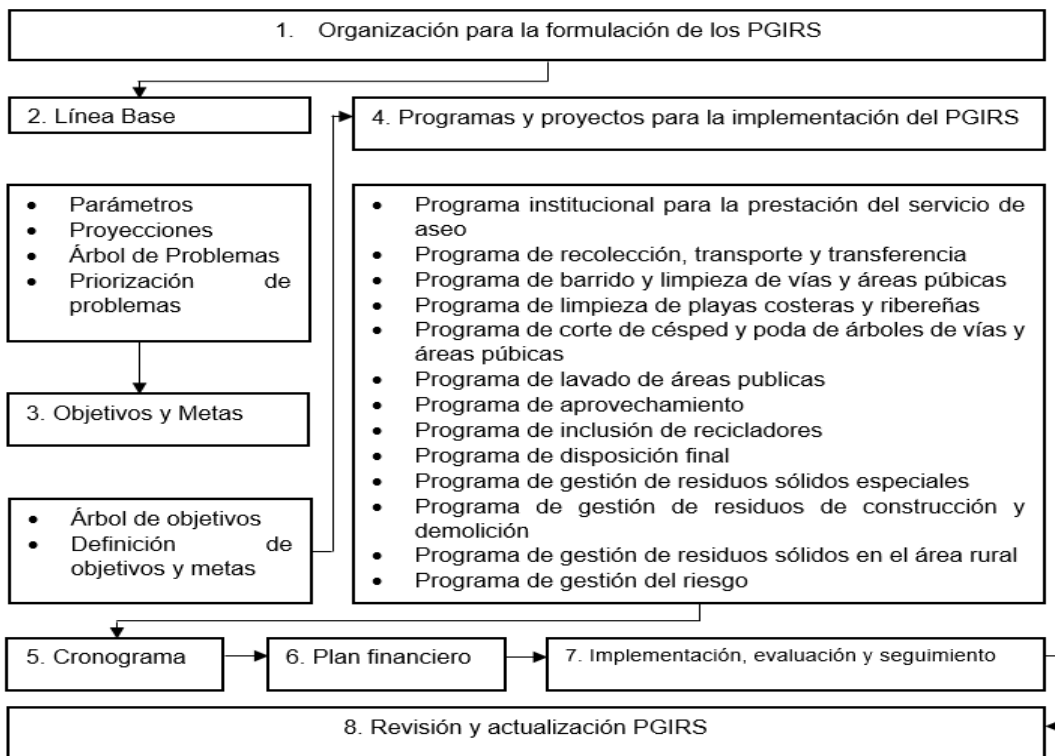 1. Organización para la formulación de los PGIRS
2. Línea Base
• Parámetros
• Proyecciones
• Árbol de Problemas
• Priorización de
problemas
3. Objetivos y Metas
• Árbol de objetivos
• Definición de
objetivos y metas
4. Programas y proyectos para la implementación del PGIRS
• Programa institucional para la prestación del servicio de
aseo
• Programa de recolección, transporte y transferencia
• Programa de barrido y limpieza de vías y áreas púbicas
• Programa de limpieza de playas costeras y ribereñas
• Programa de corte de césped y poda de árboles de vías y
áreas púbicas
• Programa de lavado de áreas publicas
• Programa de aprovechamiento
• Programa de inclusión de recicladores
• Programa de disposición final
• Programa de gestión de residuos sólidos especiales
• Programa de gestión de residuos de construcción y
demolición
• Programa de gestión de residuos sólidos en el área rural
• Programa de gestión del riesgo
5. Cronograma
6. Plan financiero
7. Implementación, evaluación y seguimiento
8. Revisión y actualización PGIRS